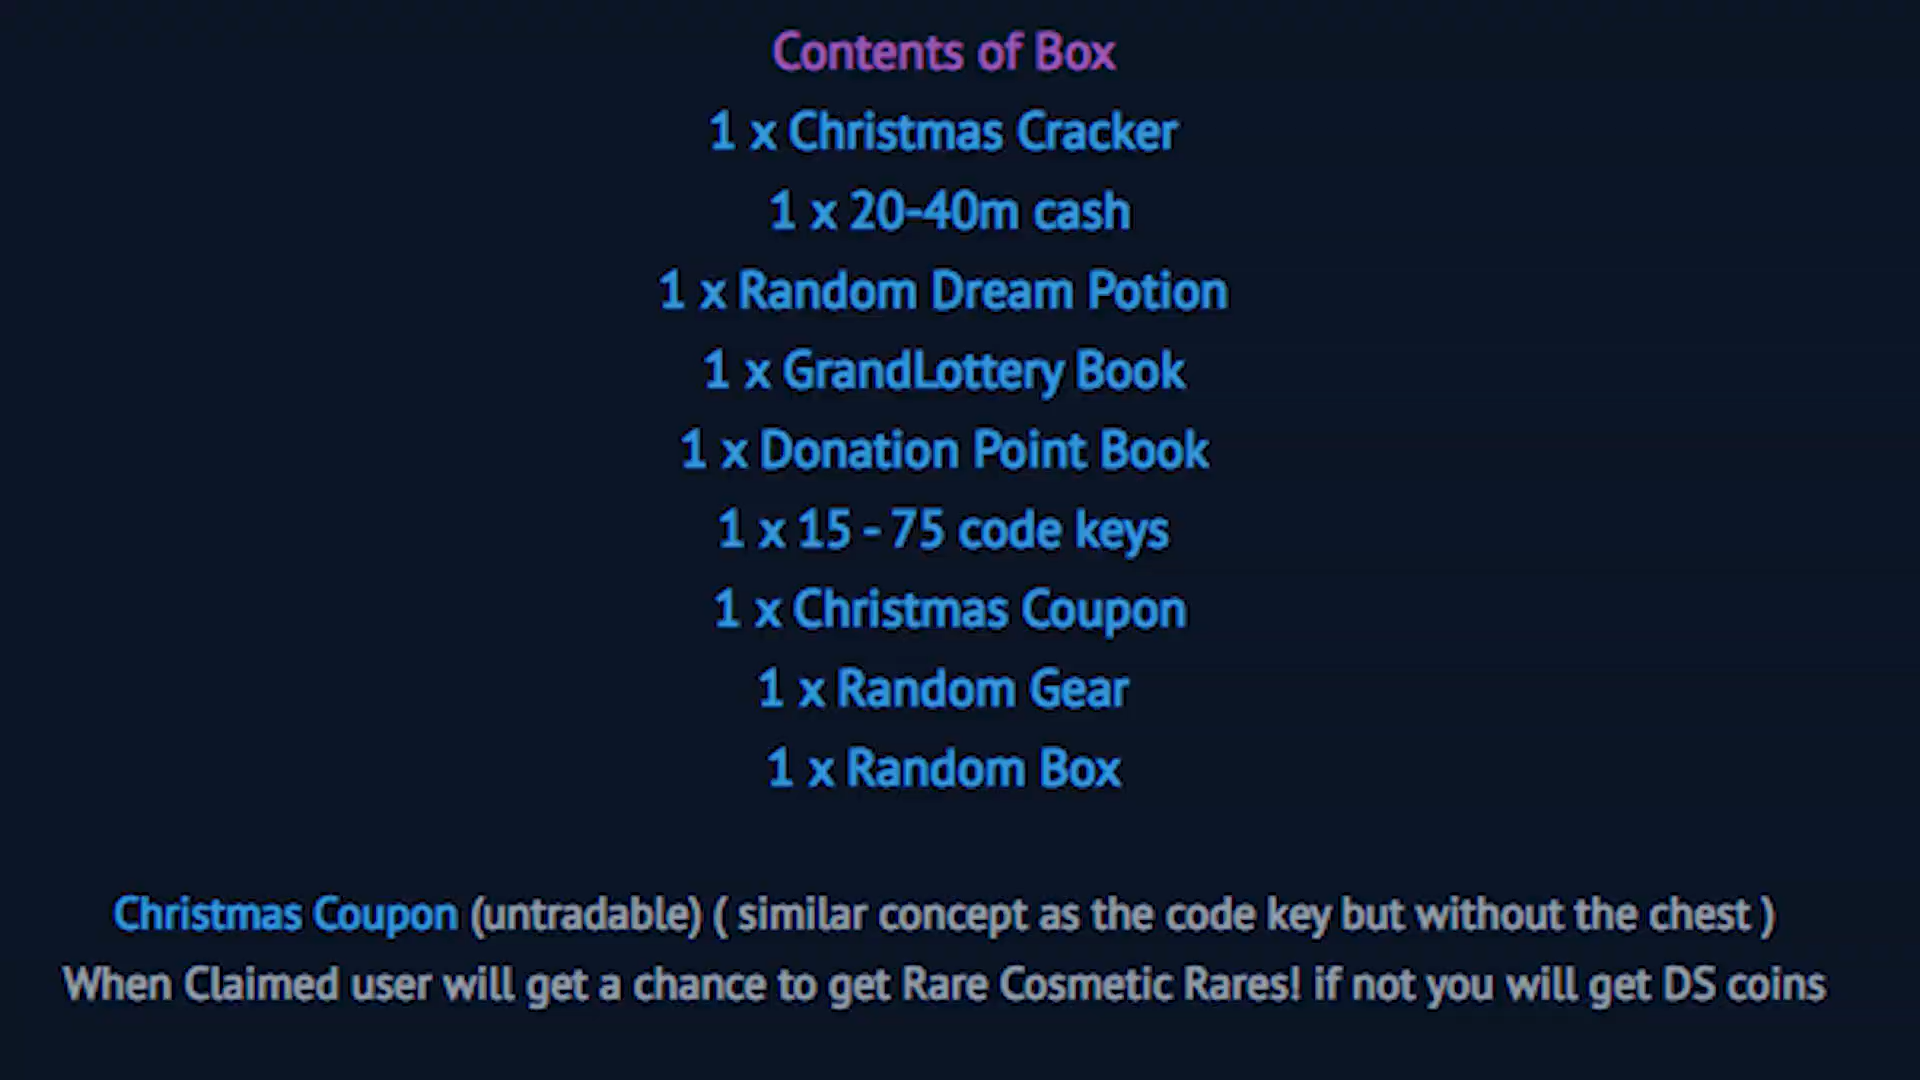 Contents of Box
1 x Christmas Cracker
1 x 20-40m cash
1 x Random Dream Potion
1 x GrandLottery Book
1 x Donation Point Book
1 x 15 - 75 code keys
1 x Christmas Coupon
1 x Random Gear
1 x Random Box
Christmas Coupon (untradable) ( similar concept as the code key but without the chest )
When Claimed user will get a chance to get Rare Cosmetic Rares! if not you will get DS coins